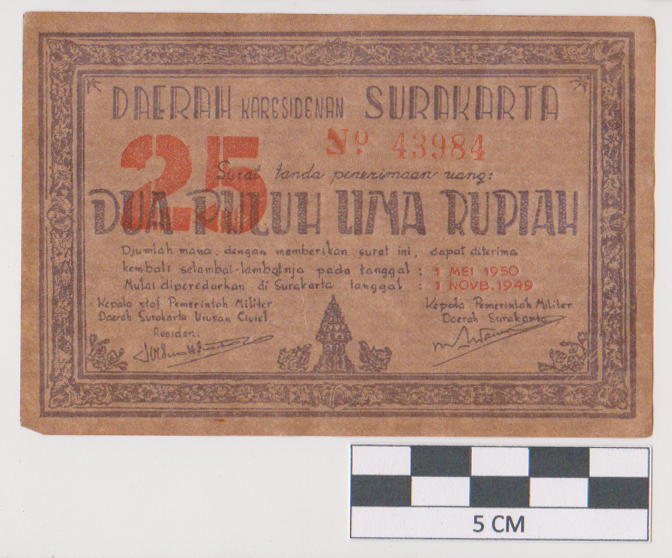 DAERAH KARESIDENAN SURAKARTA
25
Nº 43984
Surat tanda penerimaan uang:
DUA PULUH LIMA RUPIAH
Djumlah mana, dengan memberikan surat ini, dapat diterima
kembali selambat-lambatnja pada tanggal : 1 MEI 1950
Mulai diperedarkan di Surakarta tanggal : 1 NOVB. 1949
Kepala staf Pemerintah Militer
Daerah Surakarta Urusan Civiel.
Residen.
Kepala Pemerintah Militer
Daerah Surakarta
5 CM